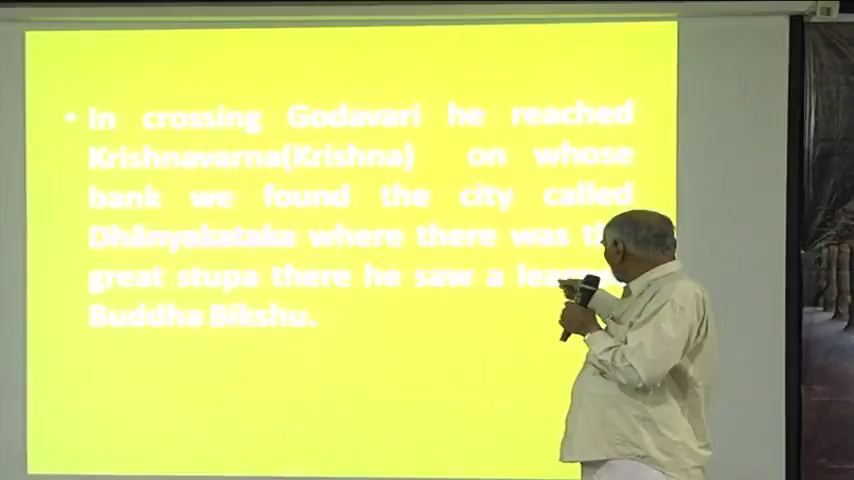 • In crossing Godavari he reached
Krishnavarna(Krishna) on whose
bank we found the city called
Dhānyakataka where there was
great stupa there he saw a
Buddha Bikshu.